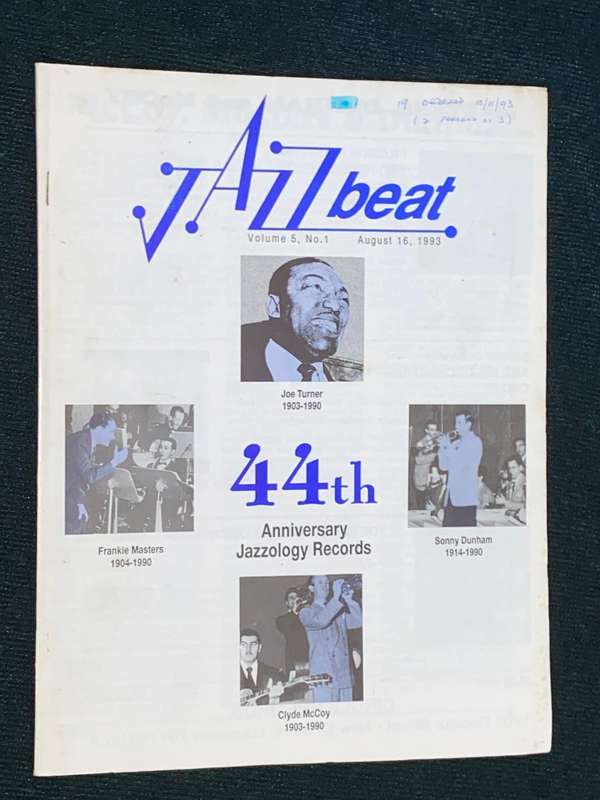 JAZZbeat
Volume 5, No.1 August 16, 1993
Joe Turner
1903-1990
Frankie Masters
1904-1990
44th
Anniversary
Jazzology Records
Sonny Dunham
1914-1990
Clyde McCoy
1903-1990